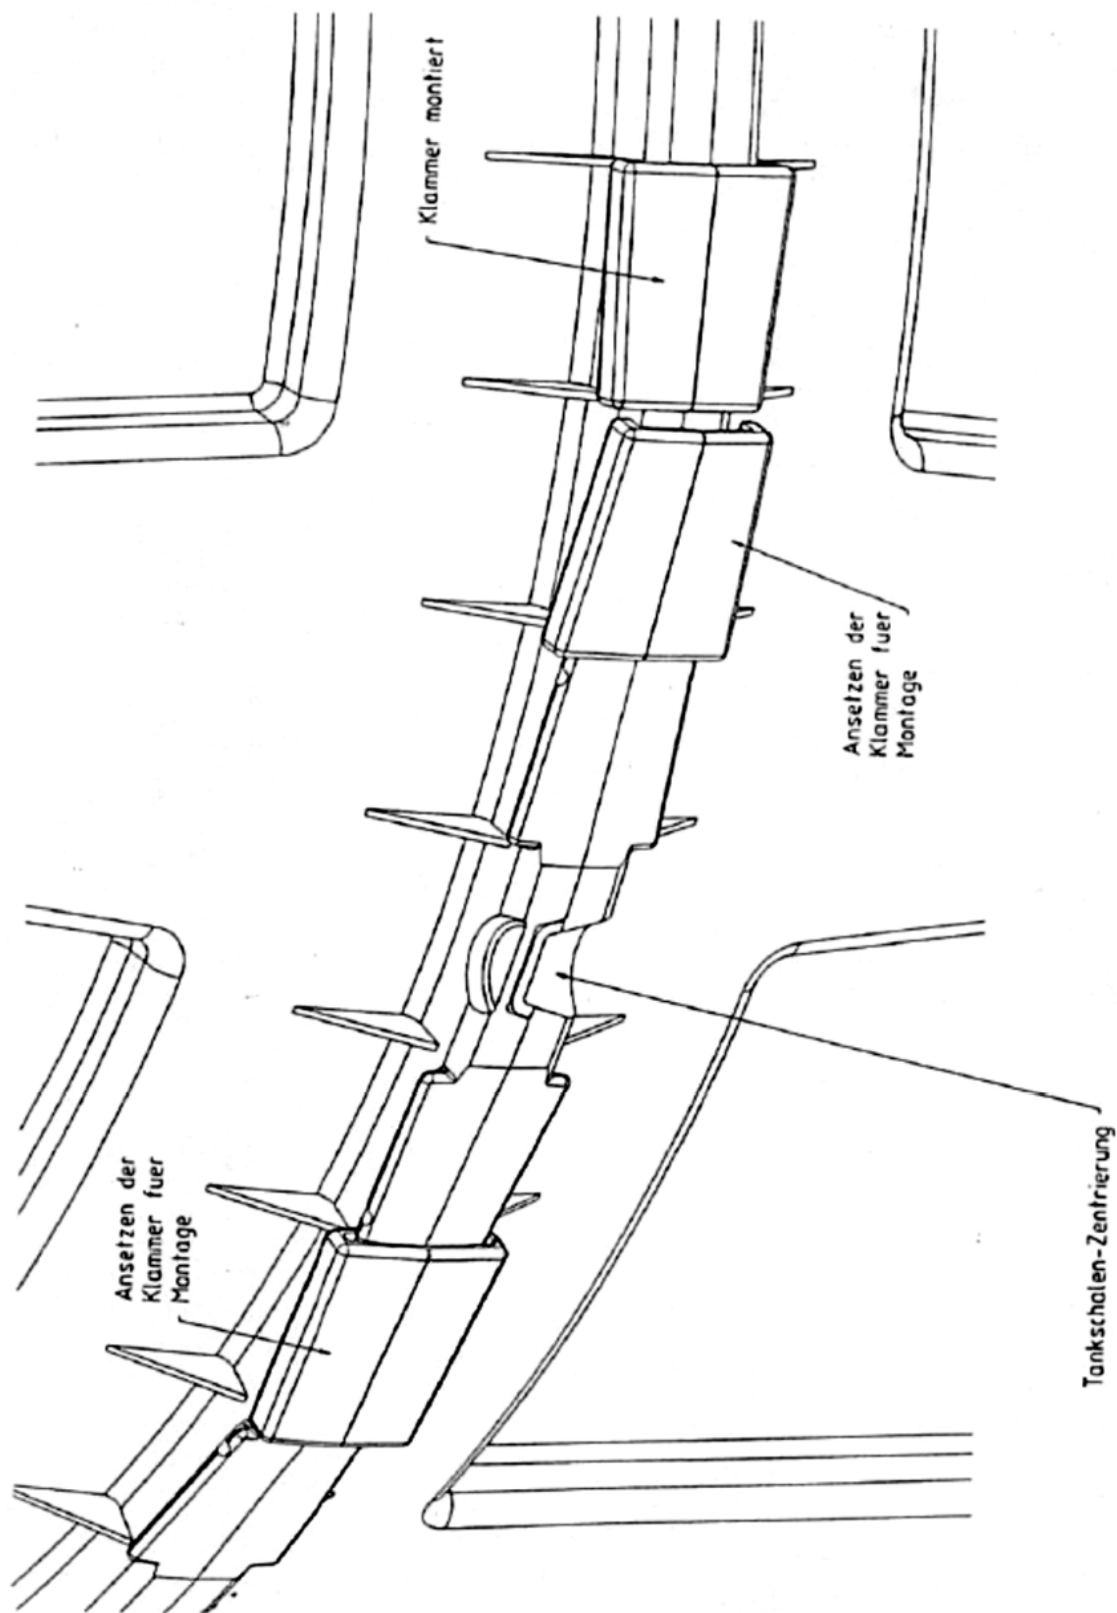 Klammer montiert
Ansetzen der
Klammer fuer
Montage
Ansetzen der
Klammer fuer
Montage
Tankschalen-Zentrierung